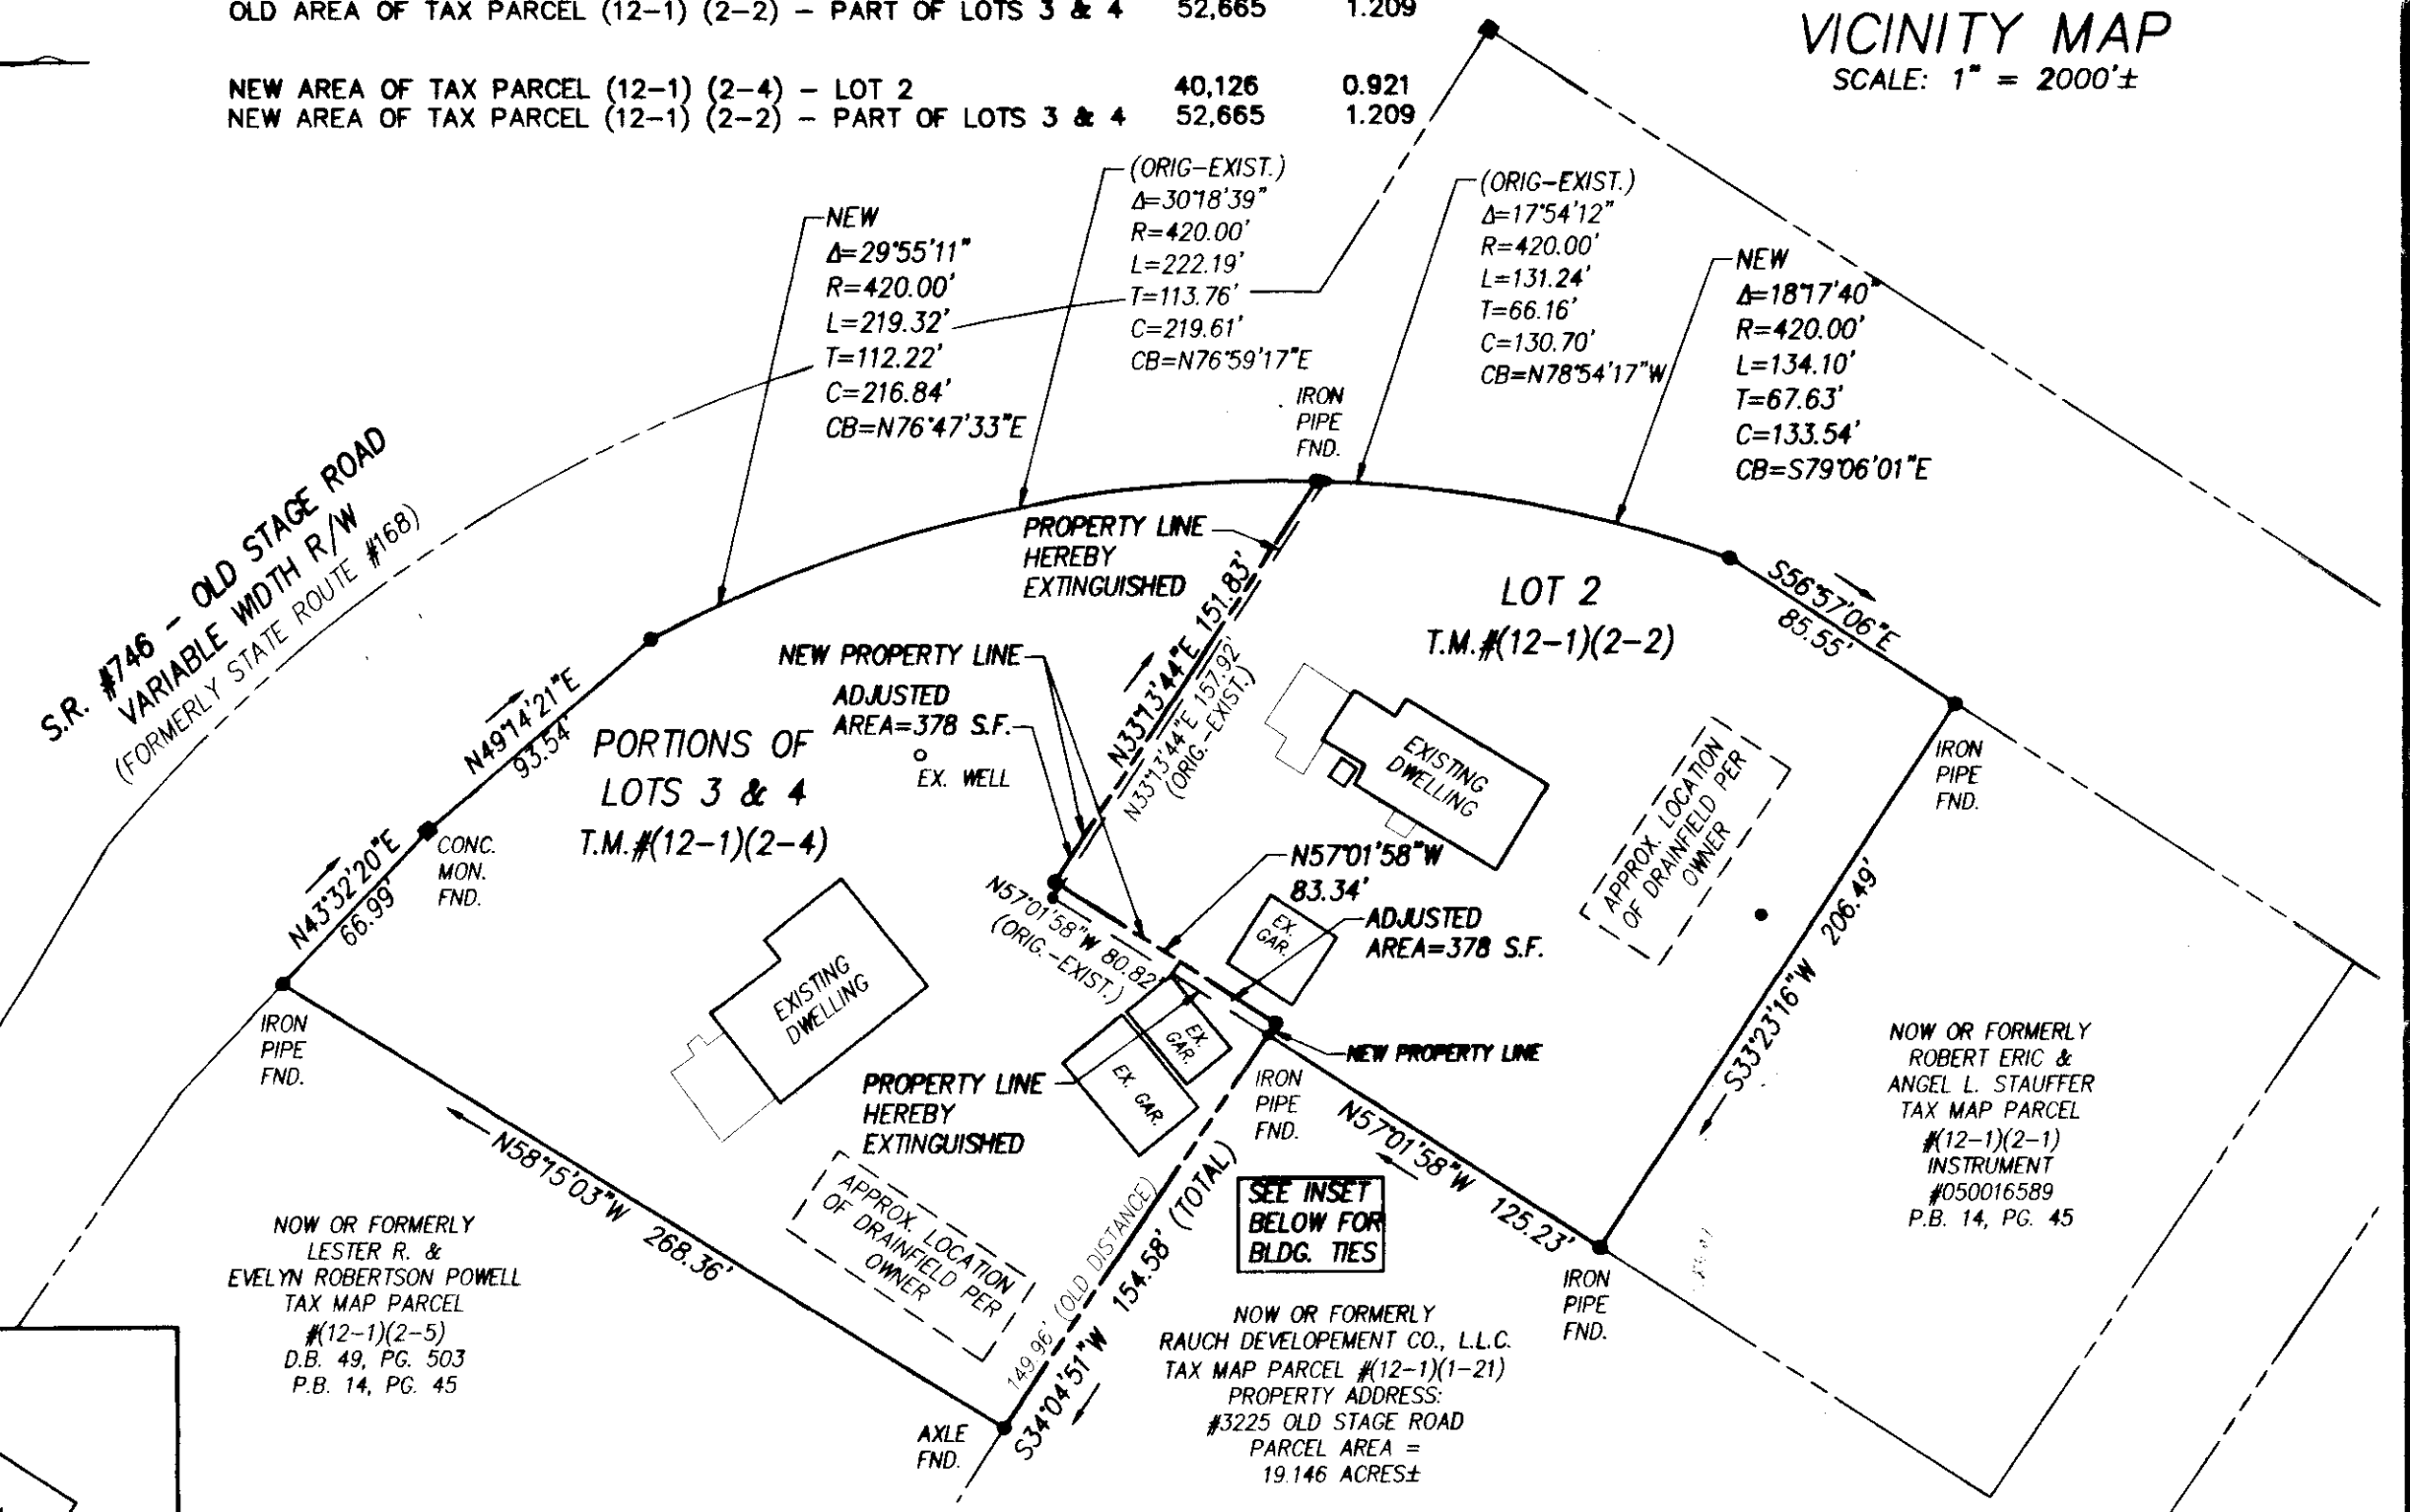 OLD AREA OF TAX PARCEL (12-1) (2-2) - PART OF LOTS 3 & 4 52,665 1.209
NEW AREA OF TAX PARCEL (12-1) (2-4) - LOT 2 40,126 0.921
NEW AREA OF TAX PARCEL (12-1) (2-2) - PART OF LOTS 3 & 4 52,665 1.209
VICINITY MAP
SCALE: 1" = 2000'±
NEW
Δ=29°55'11"
R=420.00'
L=219.32'
T=112.22'
C=216.84'
CB=N76°47'33"E
(ORIG-EXIST.)
Δ=30°18'39"
R=420.00'
L=222.19'
T=113.76'
C=219.61'
CB=N76°59'17"E
(ORIG-EXIST.)
Δ=17°54'12"
R=420.00'
L=131.24'
T=66.16'
C=130.70'
CB=N78°54'17"W
NEW
Δ=18°17'40"
R=420.00'
L=134.10'
T=67.63'
C=133.54'
CB=S79°06'01"E
IRON
PIPE
FND.
S.R. #746 - OLD STAGE ROAD
VARIABLE WIDTH R/W
(FORMERLY STATE ROUTE #168)
PROPERTY LINE
HEREBY
EXTINGUISHED
N33°13'44"E 151.83'
N33°13'44"E 157.92'
(ORIG.-EXIST.)
LOT 2
T.M.#(12-1)(2-2)
S56°57'06"E
85.55'
NEW PROPERTY LINE
ADJUSTED
AREA=378 S.F.
EX. WELL
N49°14'21"E
93.54'
PORTIONS OF
LOTS 3 & 4
T.M.#(12-1)(2-4)
EXISTING
DWELLING
APPROX. LOCATION
OF DRAINFIELD PER
OWNER
IRON
PIPE
FND.
N43°32'20"E
66.99'
CONC.
MON.
FND.
N57°01'58"W
83.34'
N57°01'58"W 80.82'
(ORIG.-EXIST.)
EX.
GAR.
ADJUSTED
AREA=378 S.F.
S33°23'16"W 206.49'
EXISTING
DWELLING
IRON
PIPE
FND.
EX.
GAR.
EX. GAR.
NEW PROPERTY LINE
PROPERTY LINE
HEREBY
EXTINGUISHED
IRON
PIPE
FND.
N57°01'58"W 125.23'
NOW OR FORMERLY
ROBERT ERIC &
ANGEL L. STAUFFER
TAX MAP PARCEL
#(12-1)(2-1)
INSTRUMENT
#050016589
P.B. 14, PG. 45
N58°15'03"W 268.36'
APPROX. LOCATION
OF DRAINFIELD PER
OWNER
149.96' (OLD DISTANCE)
S34°04'51"W 154.58' (TOTAL)
SEE INSET
BELOW FOR
BLDG. TIES
NOW OR FORMERLY
LESTER R. &
EVELYN ROBERTSON POWELL
TAX MAP PARCEL
#(12-1)(2-5)
D.B. 49, PG. 503
P.B. 14, PG. 45
IRON
PIPE
FND.
NOW OR FORMERLY
RAUCH DEVELOPEMENT CO., L.L.C.
TAX MAP PARCEL #(12-1)(1-21)
PROPERTY ADDRESS:
#3225 OLD STAGE ROAD
PARCEL AREA =
19.146 ACRES±
AXLE
FND.